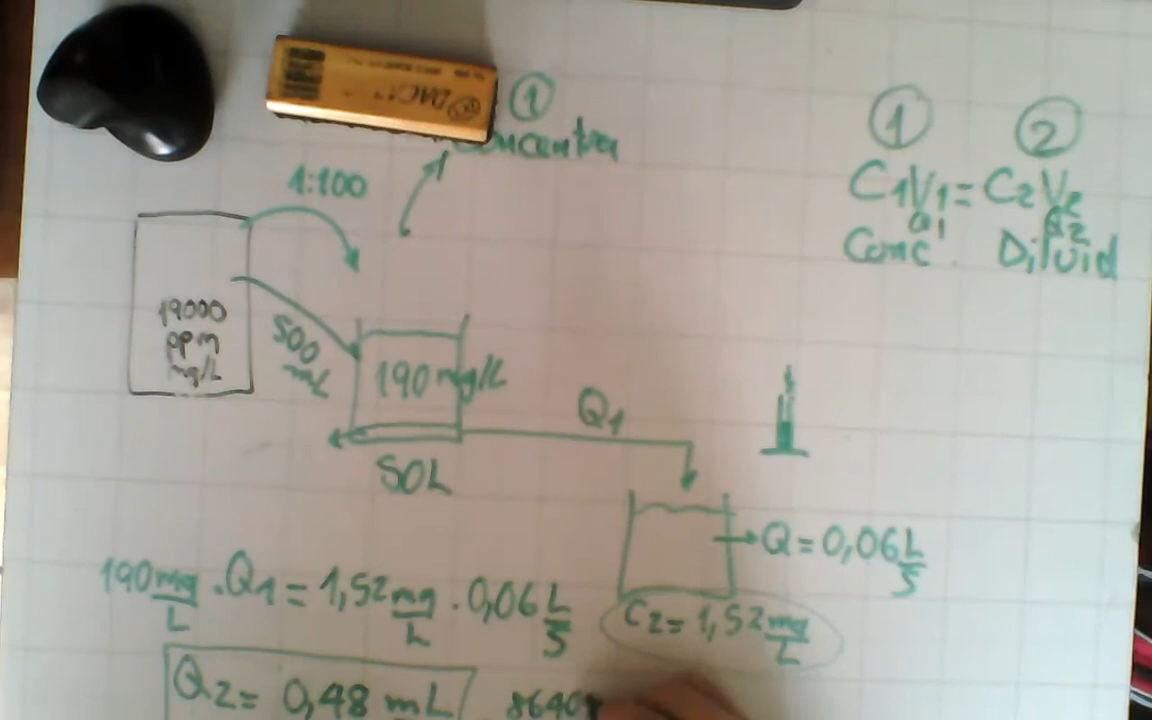 ①
1:100
① ②
C1V1 = C2V2
Q1 Q2
Conc. Diluid
19000
ppm
mg/L
500
mL
190 mg/L
50L
Q1
Q = 0,06 L/S
C2 = 1,52 mg/L
190 mg/L . Q1 = 1,52 mg/L . 0,06 L/S
Q2 = 0,48 mL